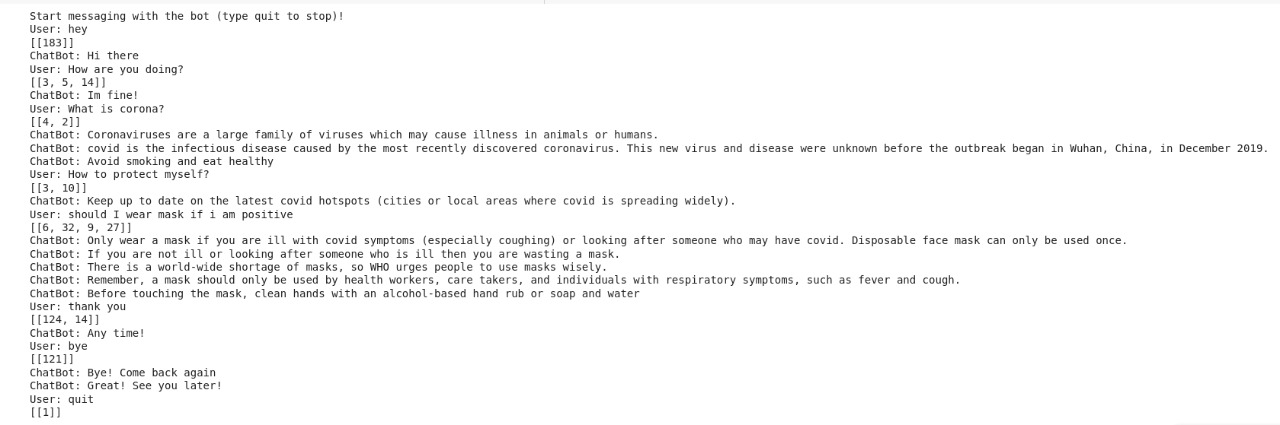 Start messaging with the bot (type quit to stop)!
User: hey
[[183]]
ChatBot: Hi there
User: How are you doing?
[[3, 5, 14]]
ChatBot: Im fine!
User: What is corona?
[[4, 2]]
ChatBot: Coronaviruses are a large family of viruses which may cause illness in animals or humans.
ChatBot: covid is the infectious disease caused by the most recently discovered coronavirus. This new virus and disease were unknown before the outbreak began in Wuhan, China, in December 2019.
ChatBot: Avoid smoking and eat healthy
User: How to protect myself?
[[3, 10]]
ChatBot: Keep up to date on the latest covid hotspots (cities or local areas where covid is spreading widely).
User: should I wear mask if i am positive
[[6, 32, 9, 27]]
ChatBot: Only wear a mask if you are ill with covid symptoms (especially coughing) or looking after someone who may have covid. Disposable face mask can only be used once.
ChatBot: If you are not ill or looking after someone who is ill then you are wasting a mask.
ChatBot: There is a world-wide shortage of masks, so WHO urges people to use masks wisely.
ChatBot: Remember, a mask should only be used by health workers, care takers, and individuals with respiratory symptoms, such as fever and cough.
ChatBot: Before touching the mask, clean hands with an alcohol-based hand rub or soap and water
User: thank you
[[124, 14]]
ChatBot: Any time!
User: bye
[[121]]
ChatBot: Bye! Come back again
ChatBot: Great! See you later!
User: quit
[[1]]